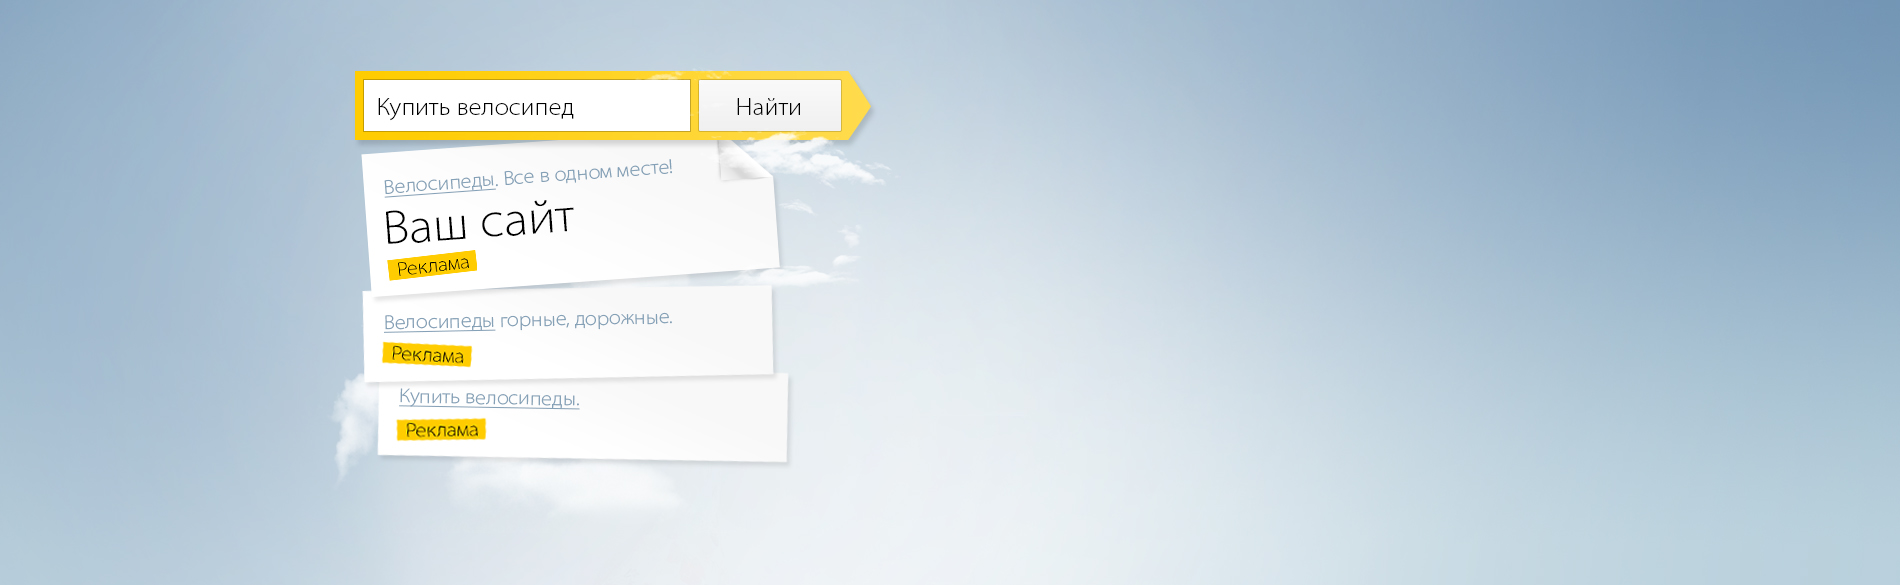 Купить велосипед
Найти
Велосипеды. Все в одном месте!
Ваш сайт
Реклама
Велосипеды горные, дорожные.
Реклама
Купить велосипеды.
Реклама